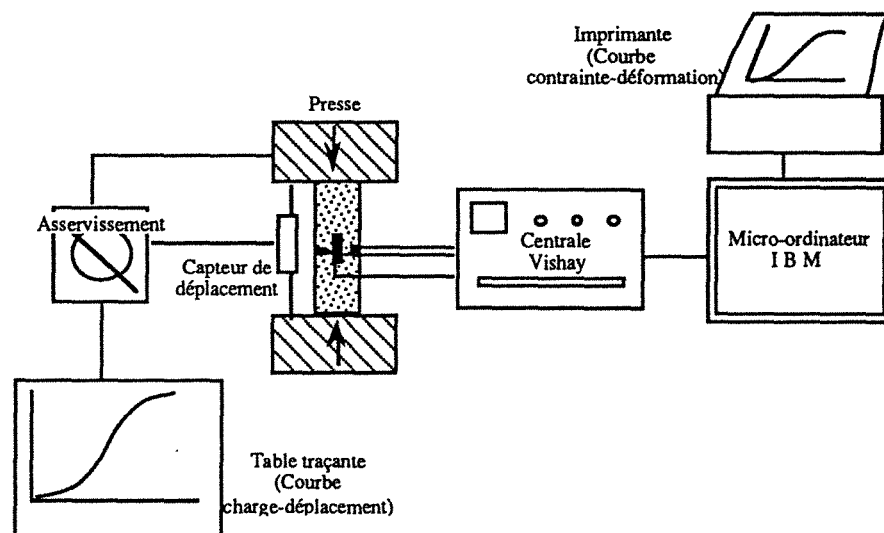 Imprimante
(Courbe
contrainte-déformation)
Presse
Asservissement
Capteur de
déplacement
Centrale
Vishay
Micro-ordinateur
I B M
Table traçante
(Courbe
charge-déplacement)